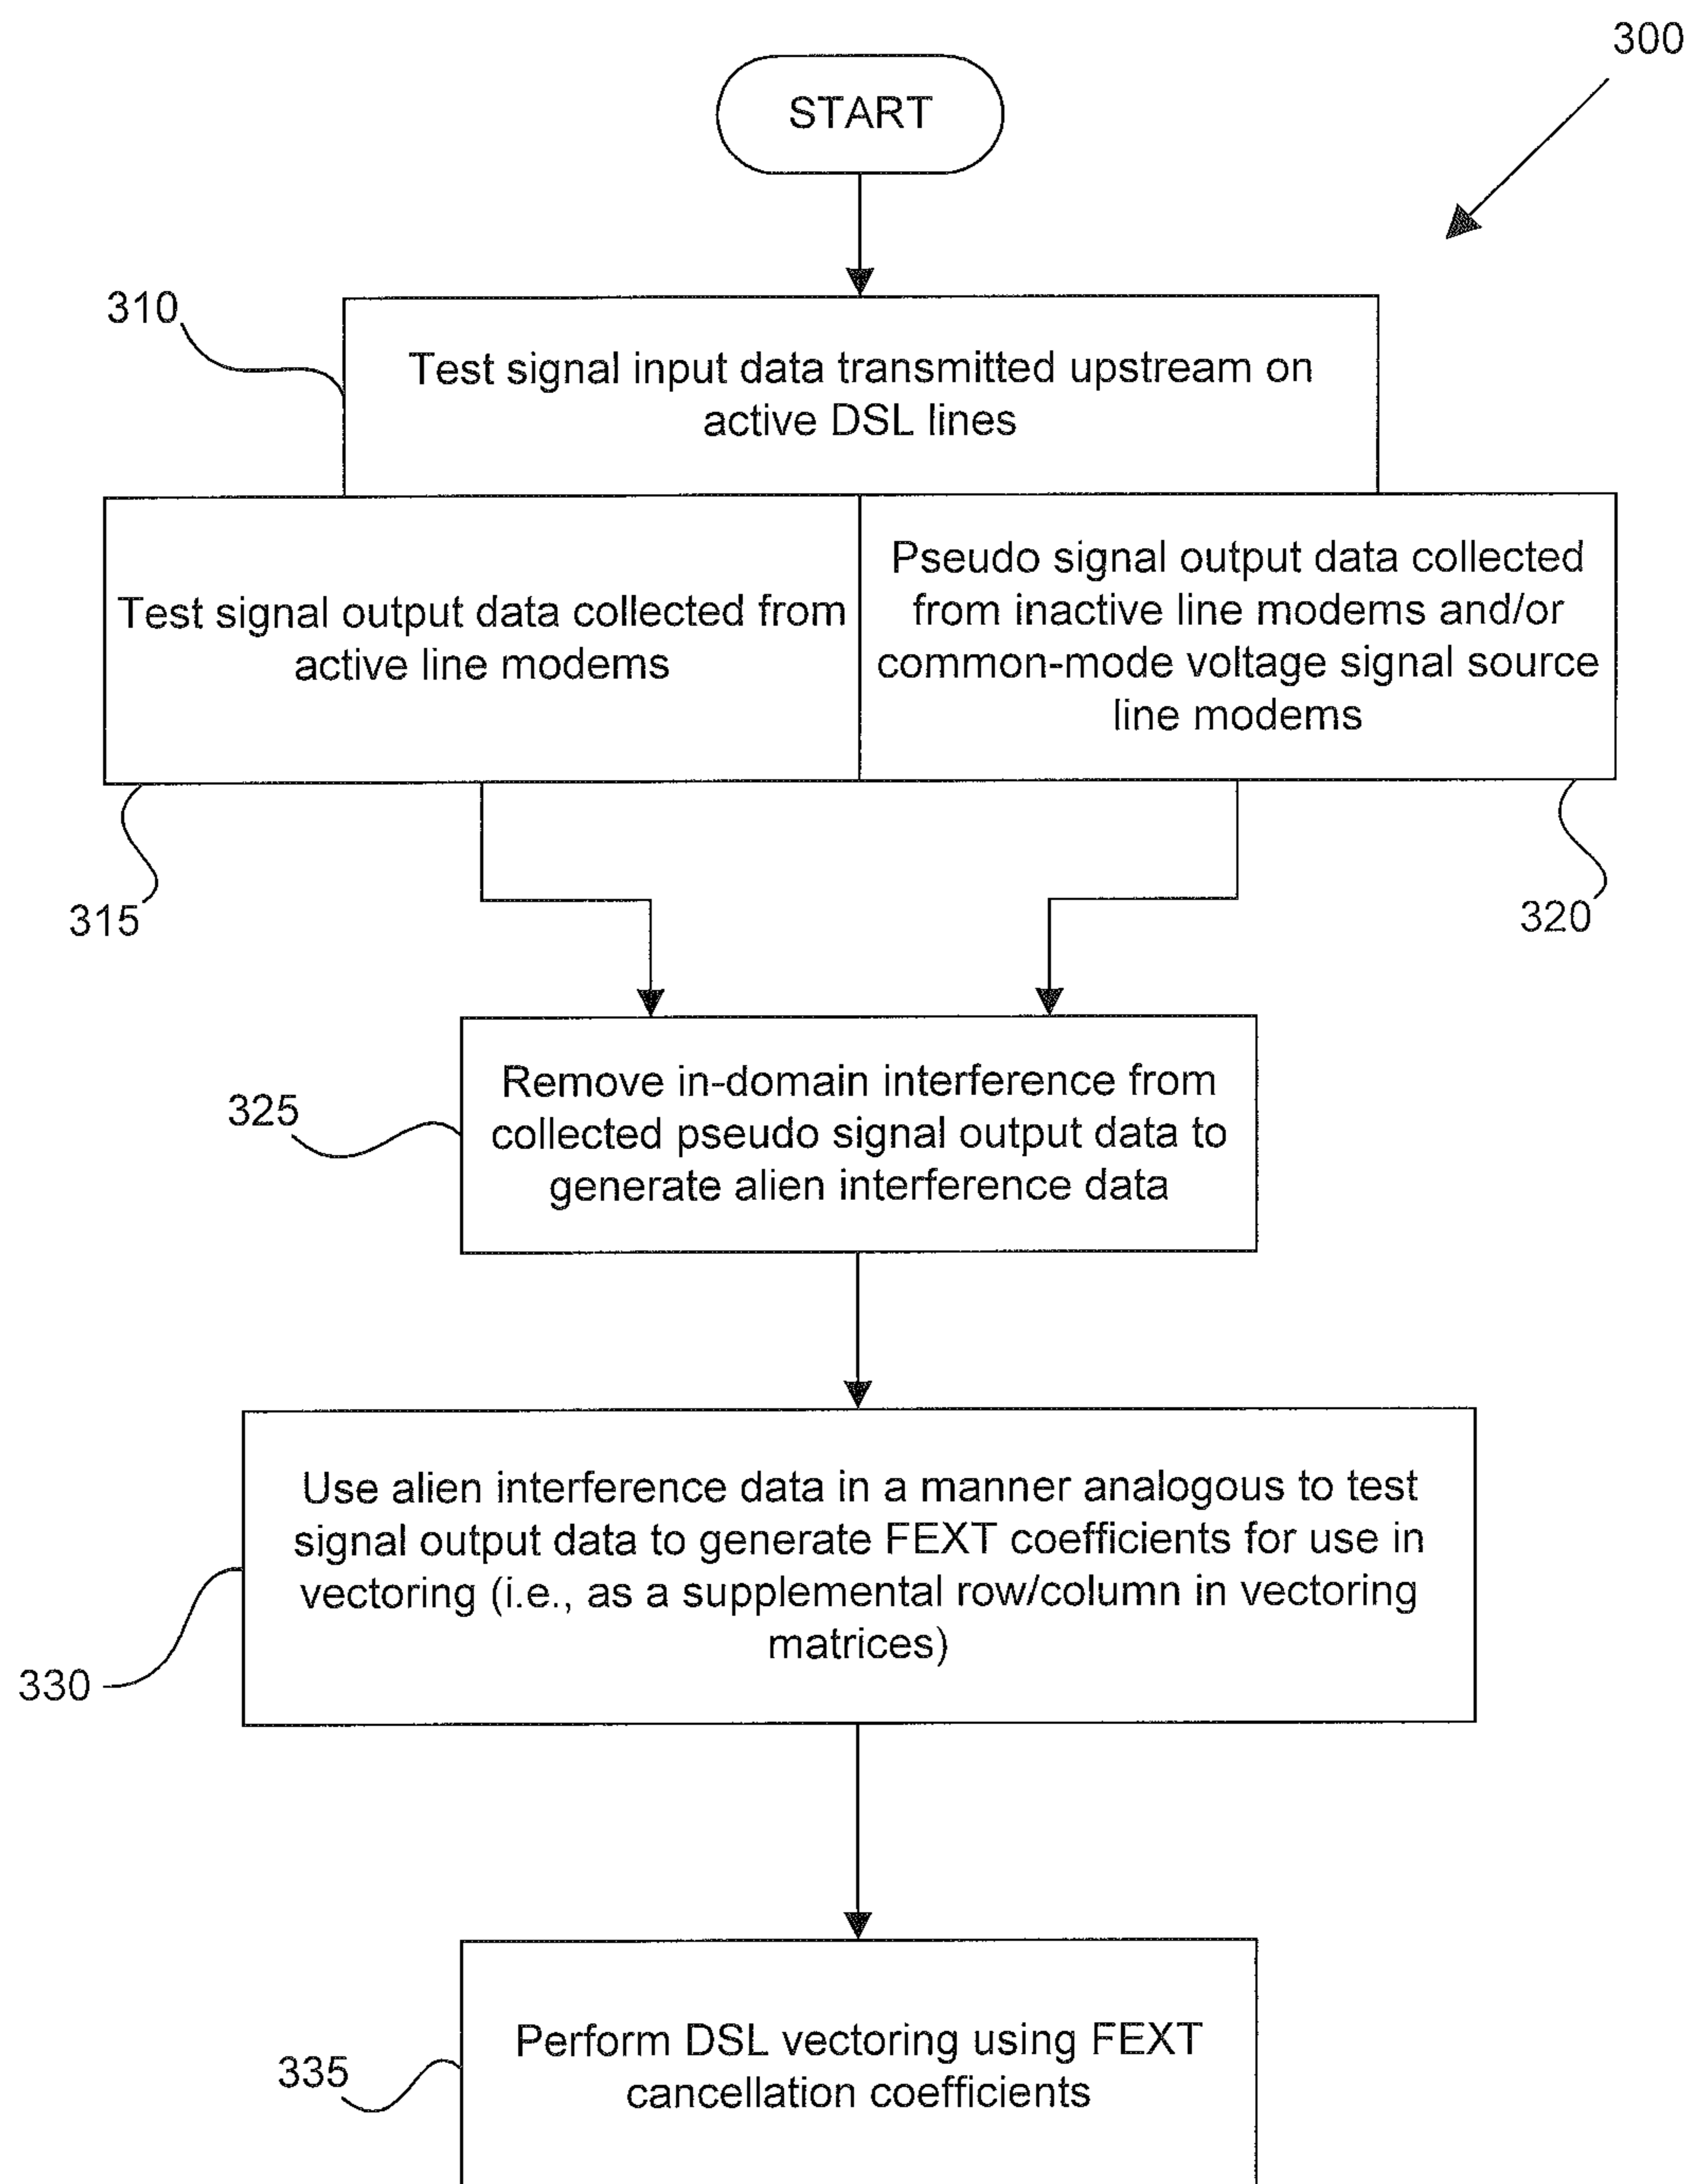 300
START
310
Test signal input data transmitted upstream on
active DSL lines
Test signal output data collected from
active line modems
Pseudo signal output data collected
from inactive line modems and/or
common-mode voltage signal source
line modems
315
320
325
Remove in-domain interference from
collected pseudo signal output data to
generate alien interference data
Use alien interference data in a manner analogous to test
signal output data to generate FEXT coefficients for use in
vectoring (i.e., as a supplemental row/column in vectoring
matrices)
330
335
Perform DSL vectoring using FEXT
cancellation coefficients